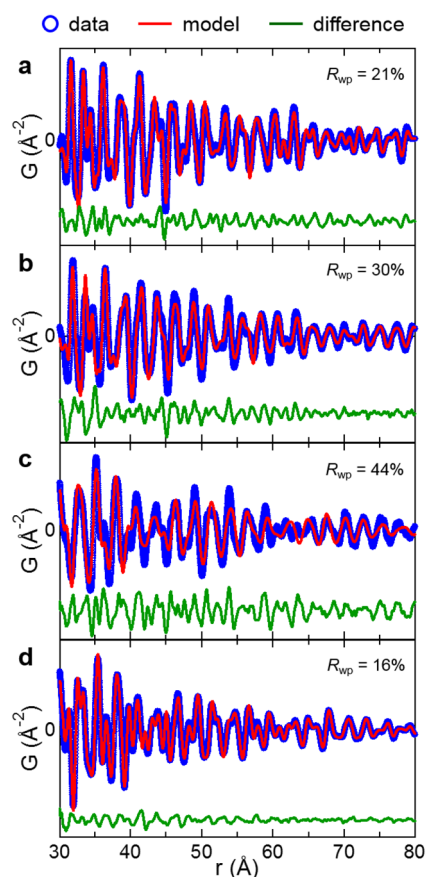 data model difference
a
R_wp = 21%
G (Å⁻²)
0
b
R_wp = 30%
G (Å⁻²)
0
c
R_wp = 44%
G (Å⁻²)
0
d
R_wp = 16%
G (Å⁻²)
0
30 40 50 60 70 80
r (Å)